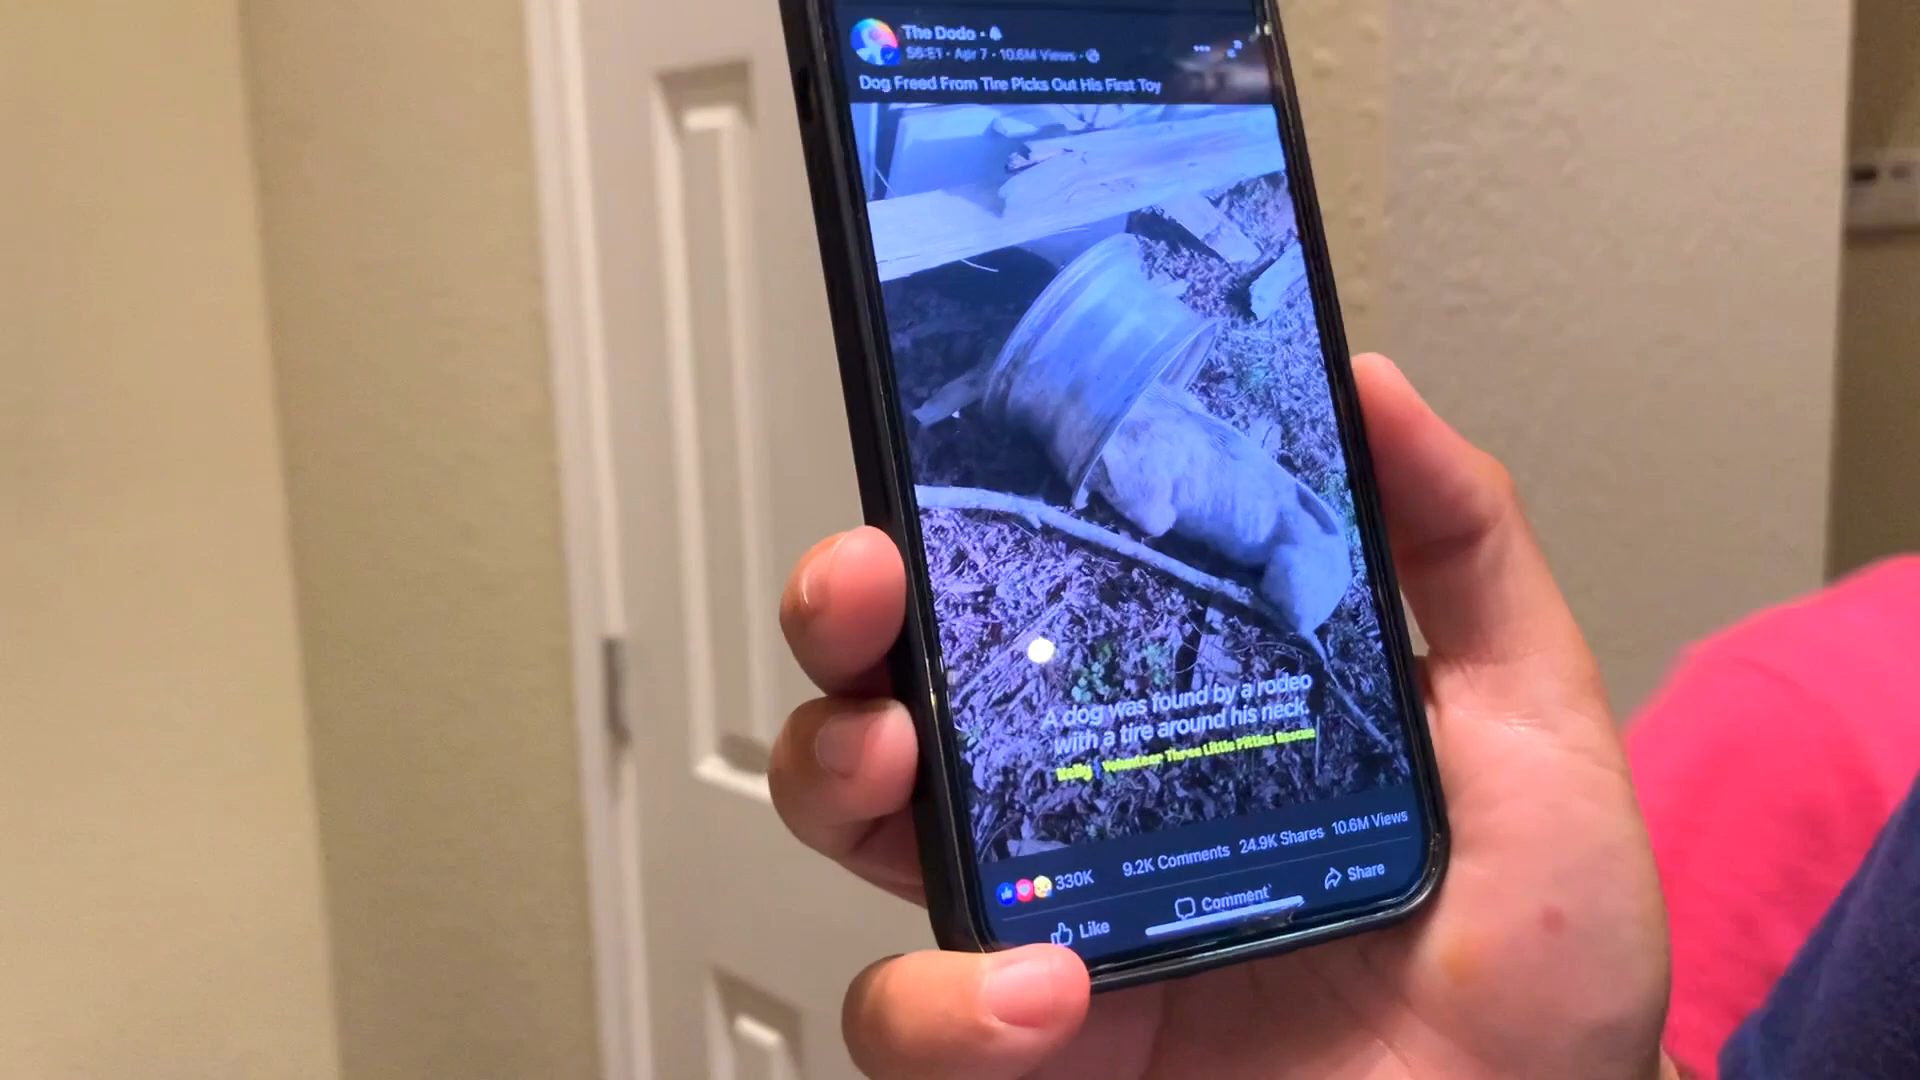 The Dodo
S6:E1 · Apr 7 · 10.6M Views ·
Dog Freed From Tire Picks Out His First Toy
A dog was found by a rodeo
with a tire around his neck.
Kelly | Volunteer Three Little Pitties Rescue
330K 9.2K Comments 24.9K Shares 10.6M Views
Like Comment Share